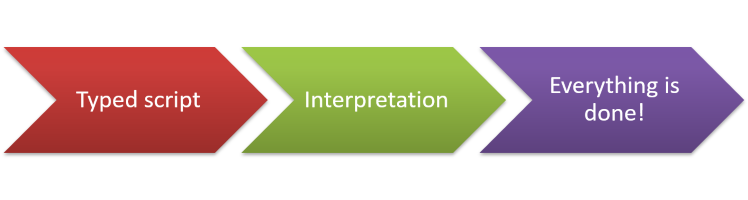 Typed script
Interpretation
Everything is
done!